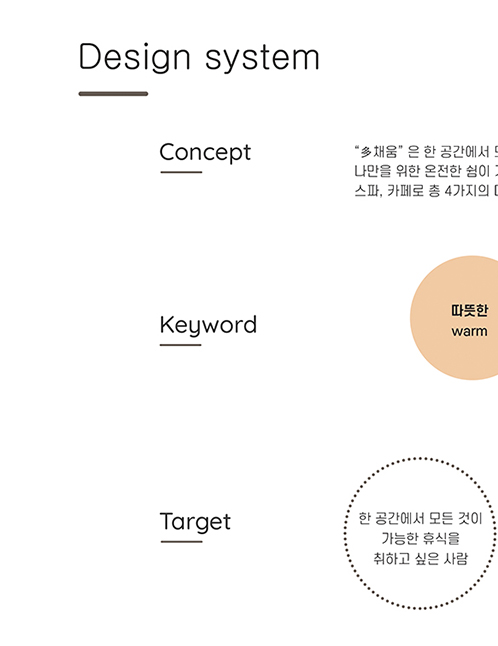 Design system
Concept
“多채움” 은 한 공간에서
나만을 위한 온전한 쉼이
스파, 카페로 총 4가지의
Keyword
따뜻한
warm
Target
한 공간에서 모든 것이
가능한 휴식을
취하고 싶은 사람